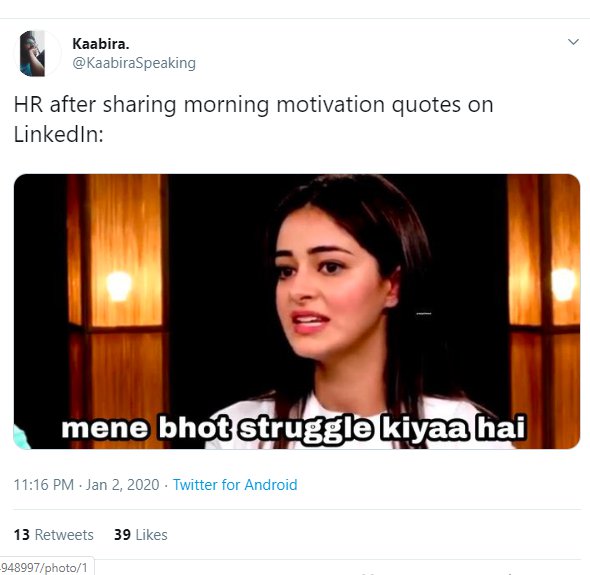 Kaabira.
@KaabiraSpeaking
HR after sharing morning motivation quotes on
LinkedIn:
mene bhot struggle kiyaa hai
11:16 PM · Jan 2, 2020 · Twitter for Android
13 Retweets 39 Likes
948997/photo/1